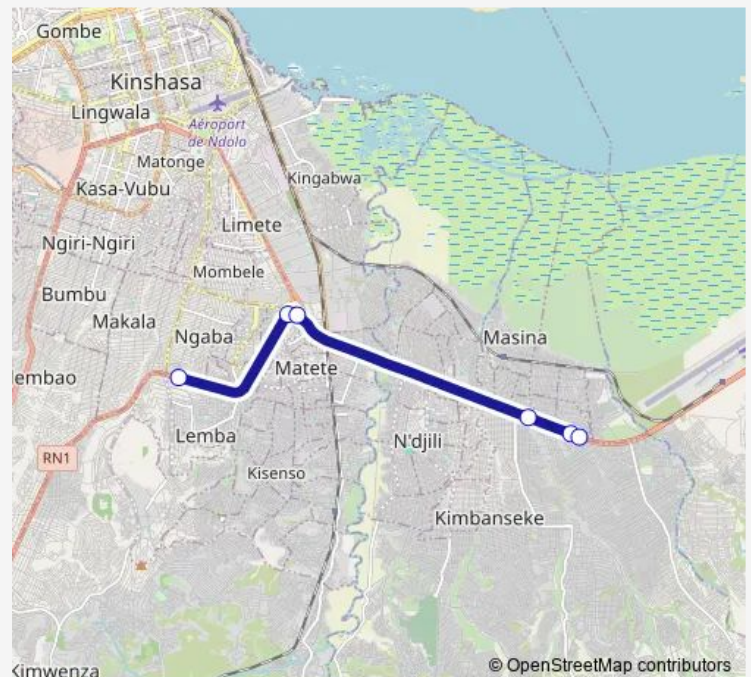 Gombe
Kinshasa
Lingwala
Aéroport
de Ndolo
Matonge
Kingabwa
Kasa-Vubu
Limete
Ngiri-Ngiri
Mombele
Bumbu
Makala
Ngaba
Masina
embao
Matete
Lemba
N'djili
RN1
Kisenso
Kimbanseke
Kimwenza
© OpenStreetMap contributors